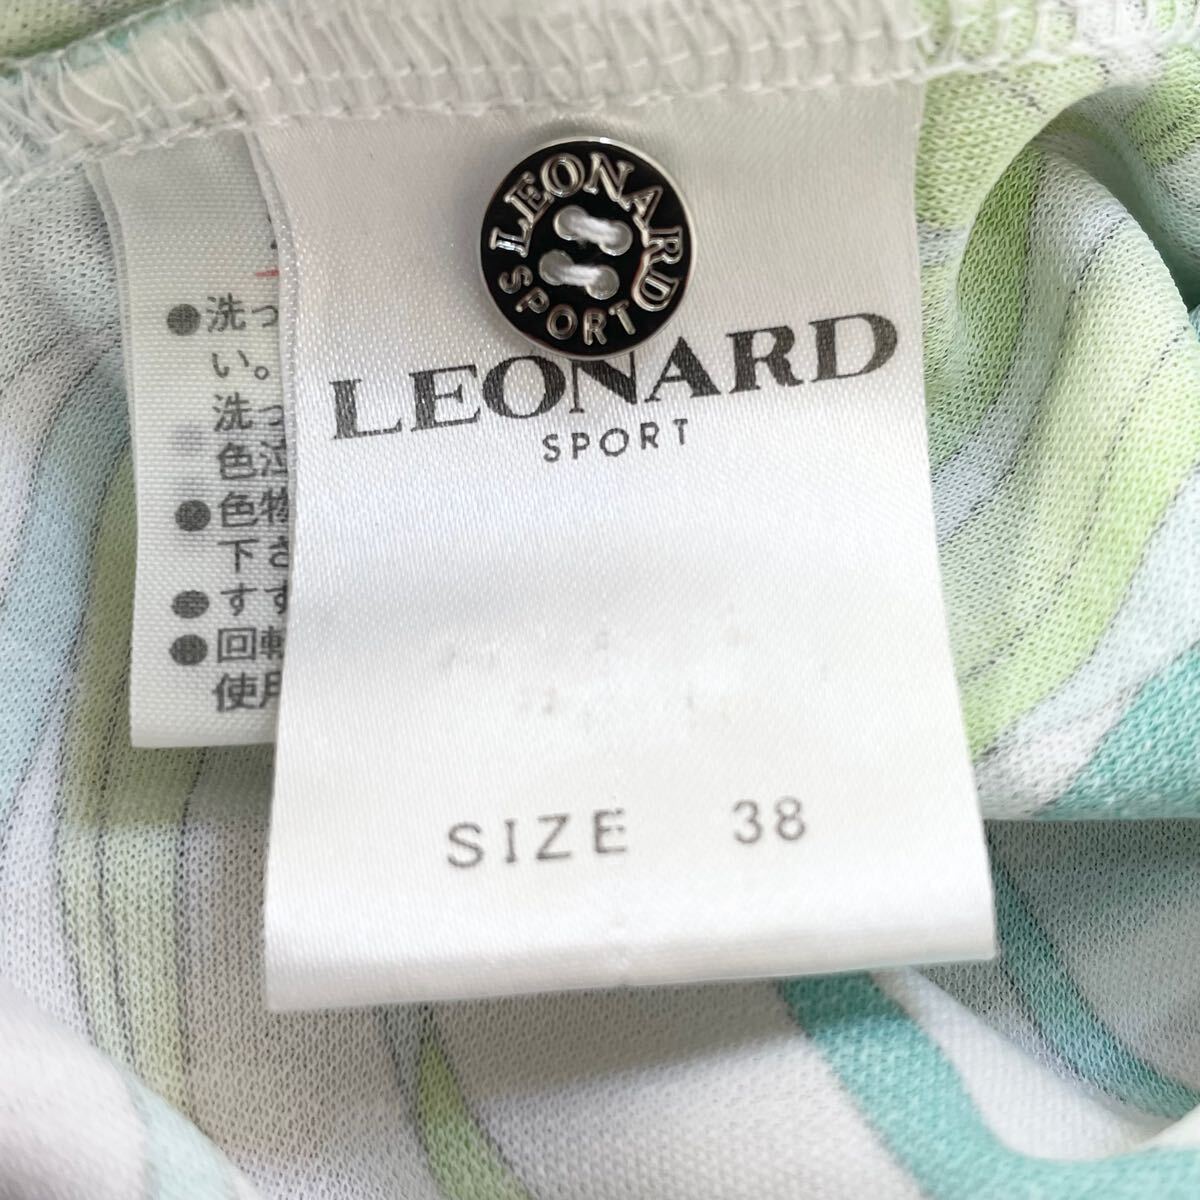 LEONARD
SPORT
LEONARD
SPORT
SIZE 38
●洗っ
い。
洗っ
色泣
●色物
下さ
●すす
●回転
使用